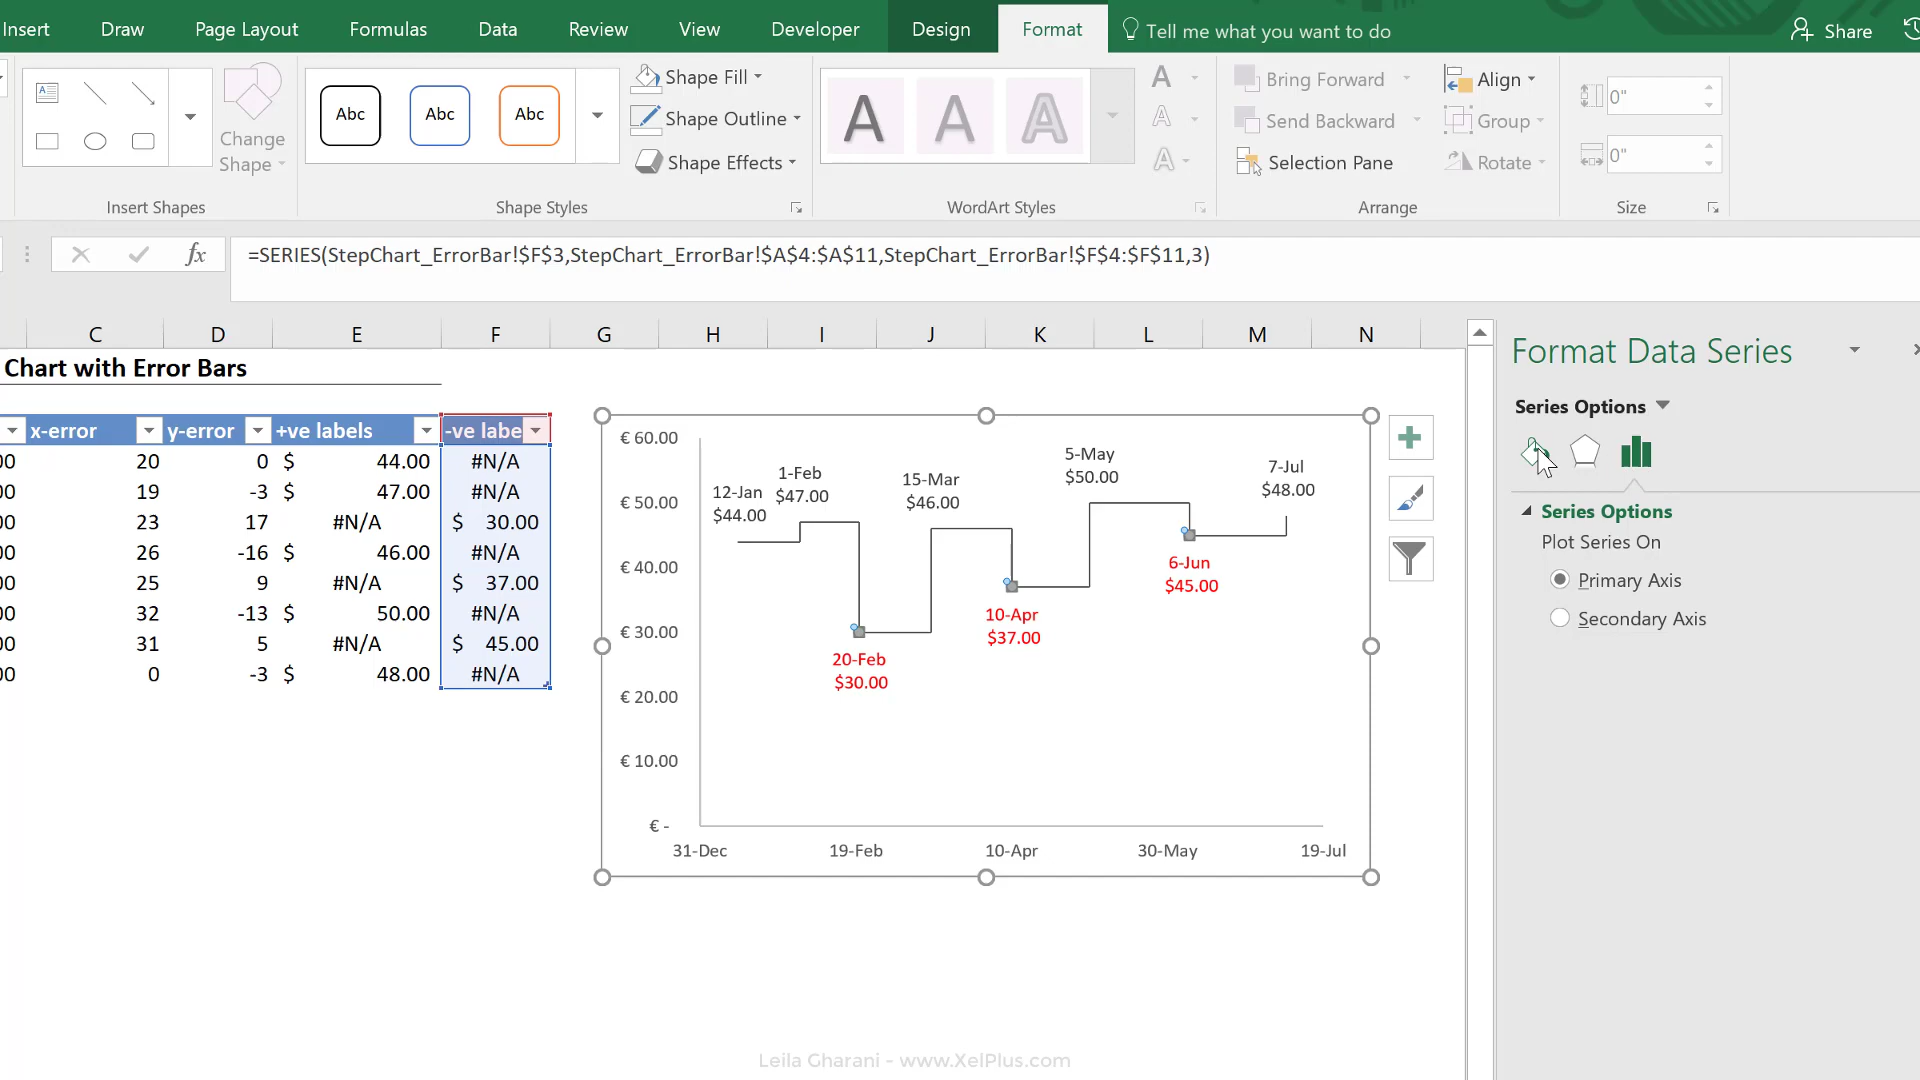 Insert Draw Page Layout Formulas Data Review View Developer Design Format Tell me what you want to do Share
Abc Abc Abc
Change Shape
Shape Fill
Shape Outline
Shape Effects
A A A A A A
Bring Forward
Send Backward
Selection Pane
Align
Group
Rotate
0"
0"
Insert Shapes Shape Styles WordArt Styles Arrange Size
fx =SERIES(StepChart_ErrorBar!$F$3,StepChart_ErrorBar!$A$4:$A$11,StepChart_ErrorBar!$F$4:$F$11,3)
C D E F G H I J K L M N
Chart with Error Bars
x-error y-error +ve labels -ve labe
00 20 0 $ 44.00 #N/A
00 19 -3 $ 47.00 #N/A
00 23 17 #N/A $ 30.00
00 26 -16 $ 46.00 #N/A
00 25 9 #N/A $ 37.00
00 32 -13 $ 50.00 #N/A
00 31 5 #N/A $ 45.00
00 0 -3 $ 48.00 #N/A
€ 60.00
€ 50.00
€ 40.00
€ 30.00
€ 20.00
€ 10.00
€ -
12-Jan
$44.00
1-Feb
$47.00
20-Feb
$30.00
15-Mar
$46.00
10-Apr
$37.00
5-May
$50.00
6-Jun
$45.00
7-Jul
$48.00
31-Dec 19-Feb 10-Apr 30-May 19-Jul
Format Data Series
Series Options
Series Options
Plot Series On
Primary Axis
Secondary Axis
Leila Gharani - www.XelPlus.com